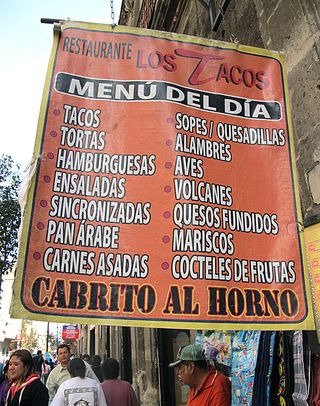 RESTAURANTE LOS TACOS
MENÚ DEL DÍA
TACOS
TORTAS
HAMBURGUESAS
ENSALADAS
SINCRONIZADAS
PAN ÁRABE
CARNES ASADAS
SOPES / QUESADILLAS
ALAMBRES
AVES
VOLCANES
QUESOS FUNDIDOS
MARISCOS
COCTELES DE FRUTAS
CABRITO AL HORNO